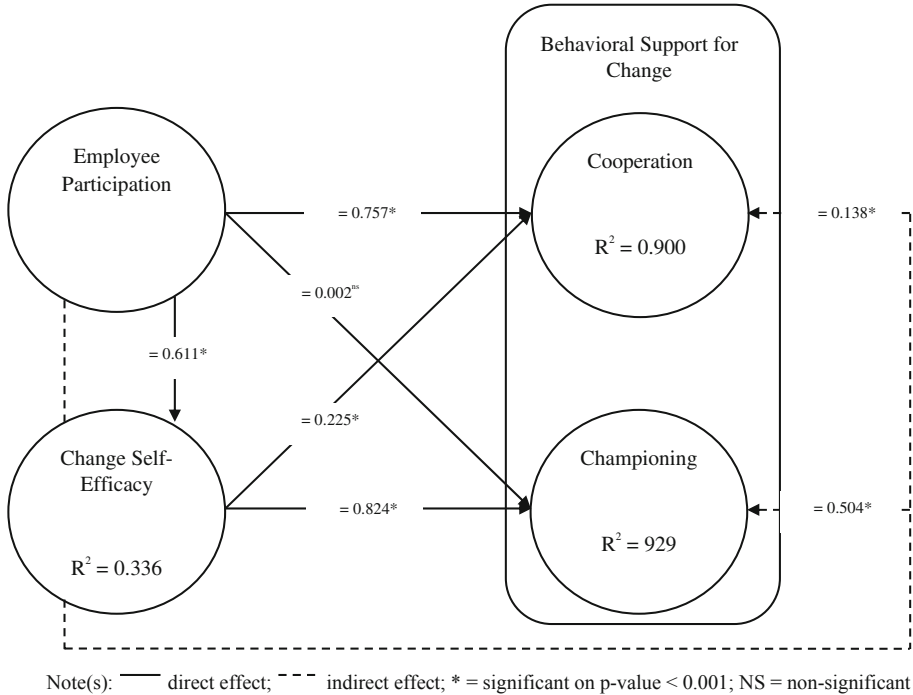 Behavioral Support for
Change
Employee
Participation
Cooperation
= 0.757*
= 0.138*
R² = 0.900
= 0.002ⁿˢ
= 0.611*
= 0.225*
Change Self-
Efficacy
Championing
= 0.824*
= 0.504*
R² = 929
R² = 0.336
Note(s): direct effect; indirect effect; * = significant on p-value < 0.001; NS = non-significant